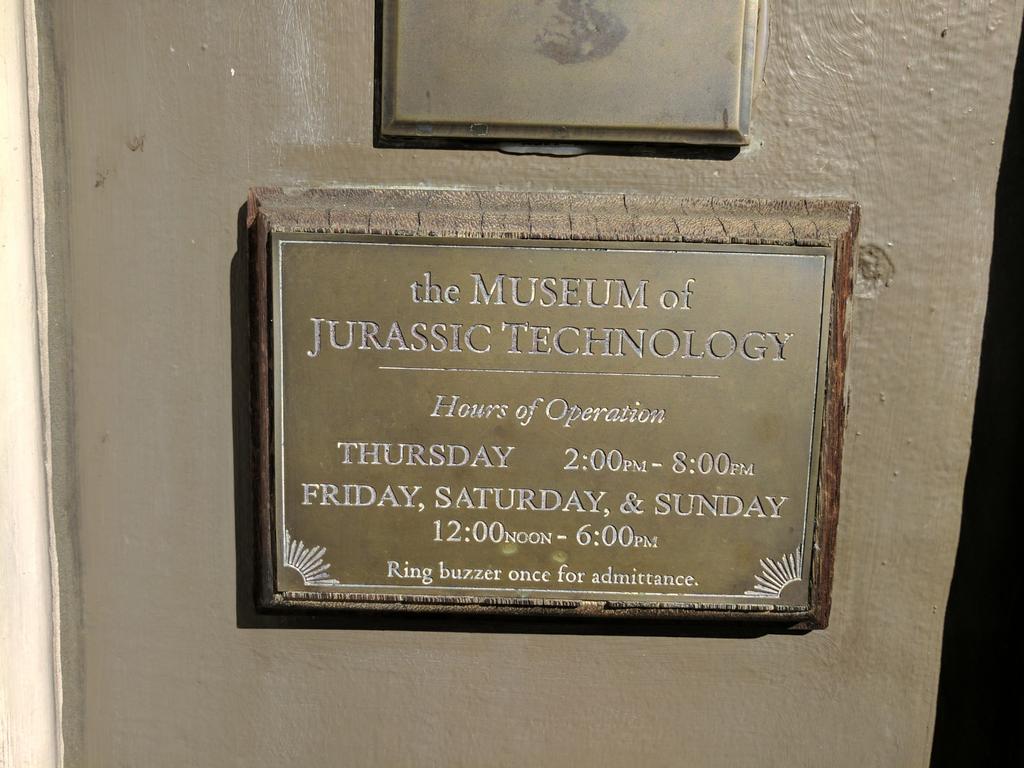 the MUSEUM of
JURASSIC TECHNOLOGY
Hours of Operation
THURSDAY 2:00PM - 8:00PM
FRIDAY, SATURDAY, & SUNDAY
12:00NOON - 6:00PM
Ring buzzer once for admittance.